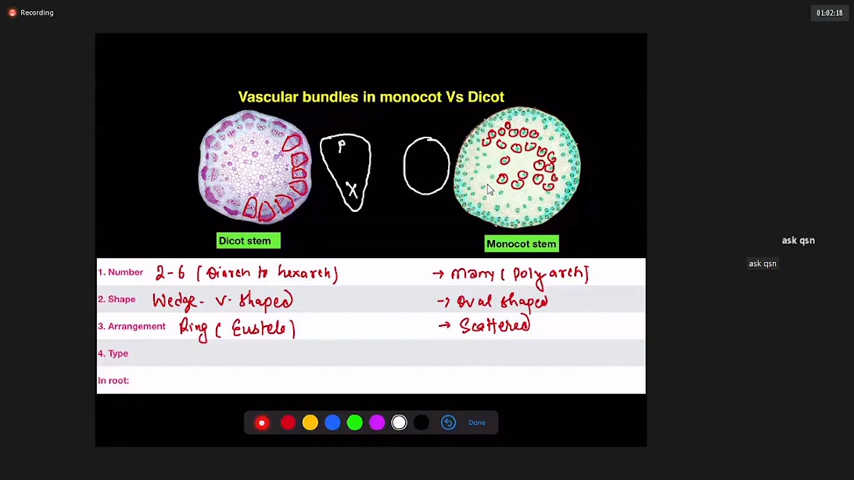 Recording
01:02:18
Vascular bundles in monocot Vs Dicot
P
X
Dicot stem
Monocot stem
ask qsn
ask qsn
1. Number 2-6 (Diarch to hexarch) → Many (Polyarch)
2. Shape Wedge - V-shaped → Oval shaped
3. Arrangement Ring (Eustele) → Scattered
4. Type
In root:
Done